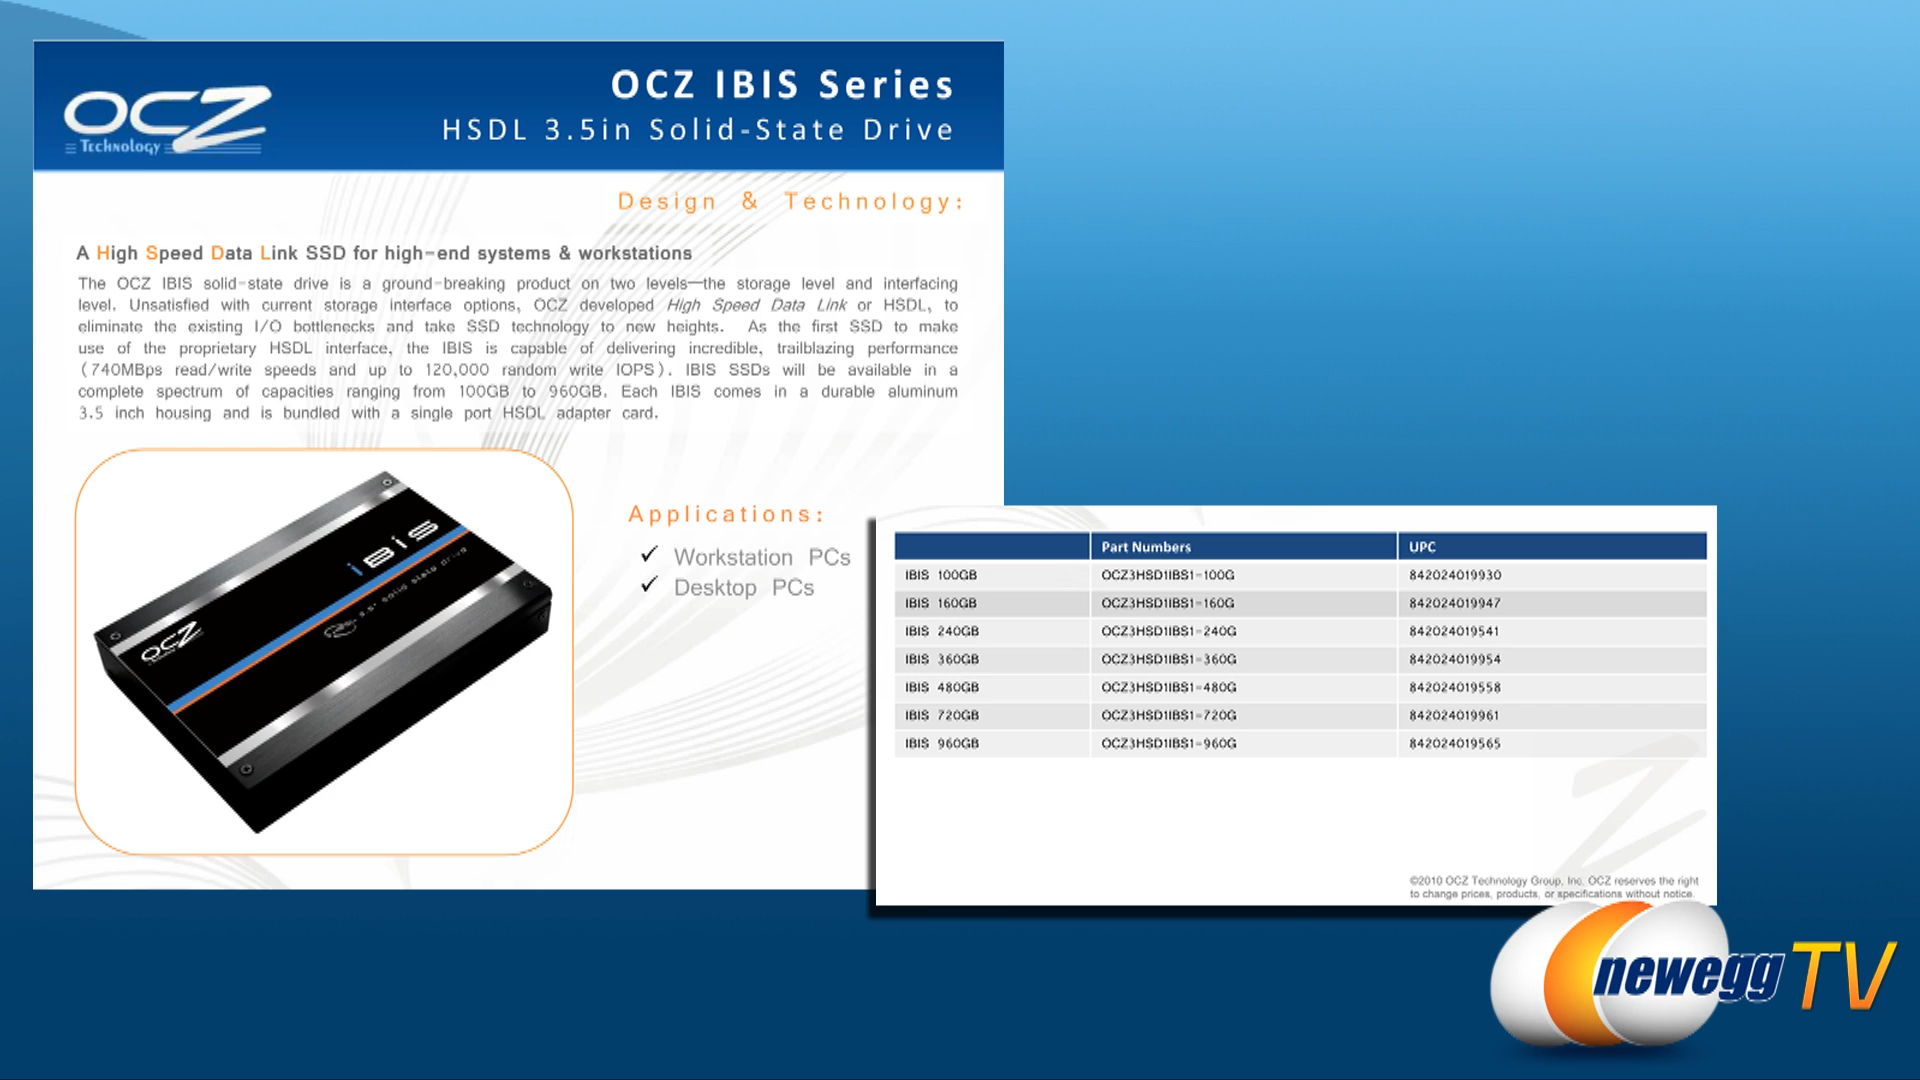 OCZ
Technology
OCZ IBIS Series
HSDL 3.5in Solid-State Drive
Design & Technology:
A High Speed Data Link SSD for high-end systems & workstations
The OCZ IBIS solid-state drive is a ground-breaking product on two levels—the storage level and interfacing
level. Unsatisfied with current storage interface options, OCZ developed High Speed Data Link or HSDL, to
eliminate the existing I/O bottlenecks and take SSD technology to new heights. As the first SSD to make
use of the proprietary HSDL interface, the IBIS is capable of delivering incredible, trailblazing performance
(740MBps read/write speeds and up to 120,000 random write IOPS). IBIS SSDs will be available in a
complete spectrum of capacities ranging from 100GB to 960GB. Each IBIS comes in a durable aluminum
3.5 inch housing and is bundled with a single port HSDL adapter card.
iBiS
3.5" solid state drive
OCZ
Applications:
✓ Workstation PCs
✓ Desktop PCs
Part Numbers UPC
IBIS 100GB OCZ3HSD1IBS1-100G 842024019930
IBIS 160GB OCZ3HSD1IBS1-160G 842024019947
IBIS 240GB OCZ3HSD1IBS1-240G 842024019541
IBIS 360GB OCZ3HSD1IBS1-360G 842024019954
IBIS 480GB OCZ3HSD1IBS1-480G 842024019558
IBIS 720GB OCZ3HSD1IBS1-720G 842024019961
IBIS 960GB OCZ3HSD1IBS1-960G 842024019565
©2010 OCZ Technology Group, Inc. OCZ reserves the right
to change prices, products, or specifications without notice.
newegg TV